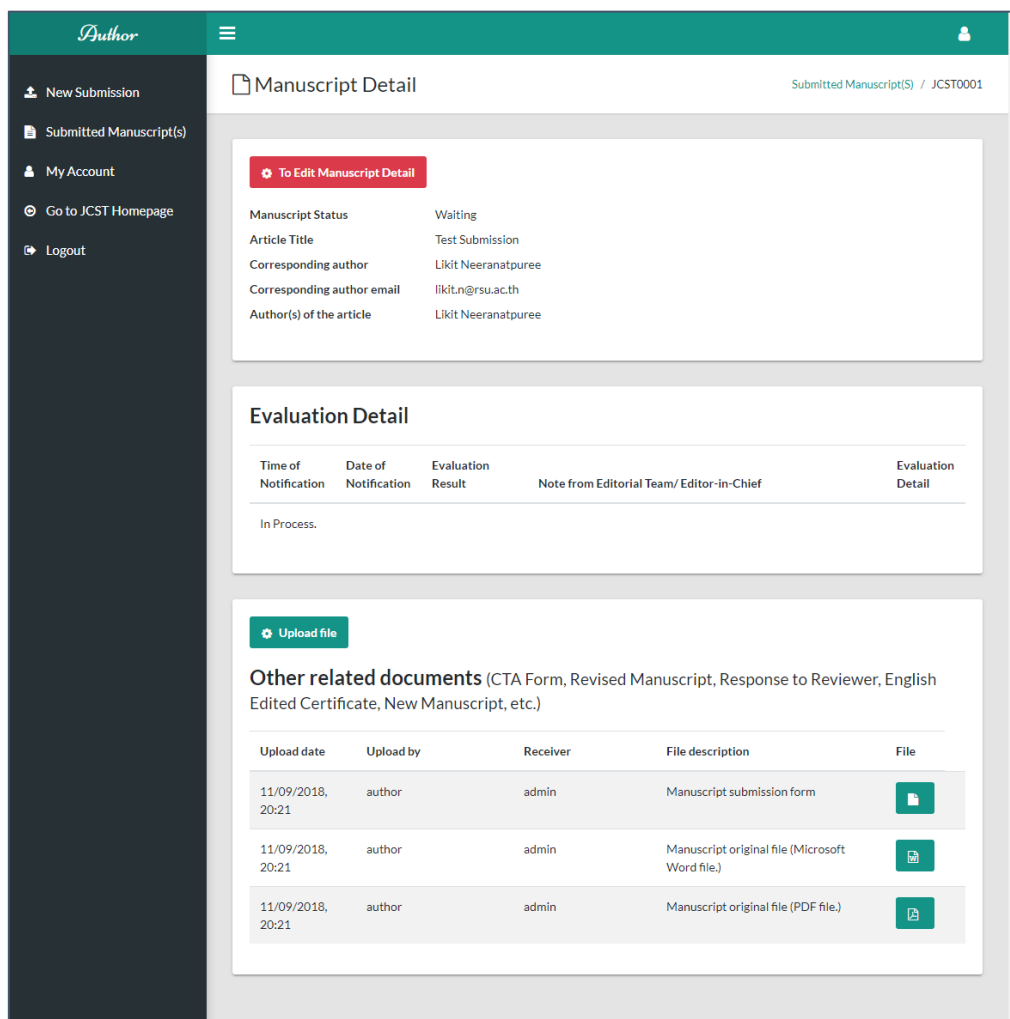 Author
New Submission
Submitted Manuscript(s)
My Account
Go to JCST Homepage
Logout
Manuscript Detail
Submitted Manuscript(S) / JCST0001
To Edit Manuscript Detail
Manuscript Status Waiting
Article Title Test Submission
Corresponding author Likit Neeranatpuree
Corresponding author email likit.n@rsu.ac.th
Author(s) of the article Likit Neeranatpuree
Evaluation Detail
Time of Notification Date of Notification Evaluation Result Note from Editorial Team/ Editor-in-Chief Evaluation Detail
In Process.
Upload file
Other related documents (CTA Form, Revised Manuscript, Response to Reviewer, English
Edited Certificate, New Manuscript, etc.)
Upload date Upload by Receiver File description File
11/09/2018, 20:21 author admin Manuscript submission form
11/09/2018, 20:21 author admin Manuscript original file (Microsoft Word file.)
11/09/2018, 20:21 author admin Manuscript original file (PDF file.)